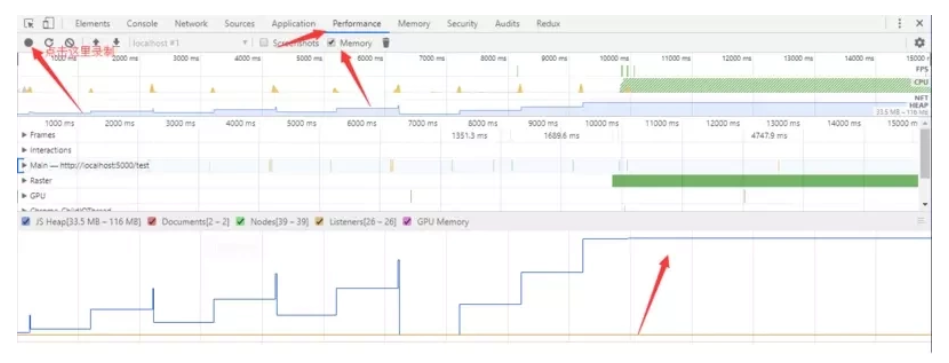 Elements Console Network Sources Application Performance Memory Security Audits Redux
点击这里录制 localhost #1 Screenshots Memory
1000 ms 2000 ms 3000 ms 4000 ms 5000 ms 6000 ms 7000 ms 8000 ms 9000 ms 10000 ms 11000 ms 12000 ms 13000 ms 14000 ms 15000 ms
FPS
CPU
NET
HEAP
33.5 MB – 116 MB
1000 ms 2000 ms 3000 ms 4000 ms 5000 ms 6000 ms 7000 ms 8000 ms 9000 ms 10000 ms 11000 ms 12000 ms 13000 ms 14000 ms 15000 m
Frames 1351.3 ms 1689.6 ms 4747.9 ms
Interactions
Main — http://localhost:5000/test
Raster
GPU
JS Heap[33.5 MB – 116 MB] Documents[2 – 2] Nodes[39 – 39] Listeners[26 – 26] GPU Memory